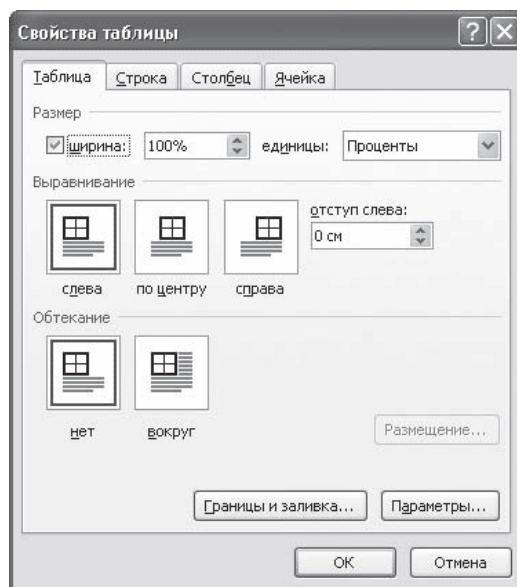 Свойства таблицы
Таблица Строка Столбец Ячейка
Размер
ширина: 100% единицы: Проценты
Выравнивание
слева по центру справа
отступ слева:
0 см
Обтекание
нет вокруг
Размещение...
Границы и заливка... Параметры...
ОК Отмена